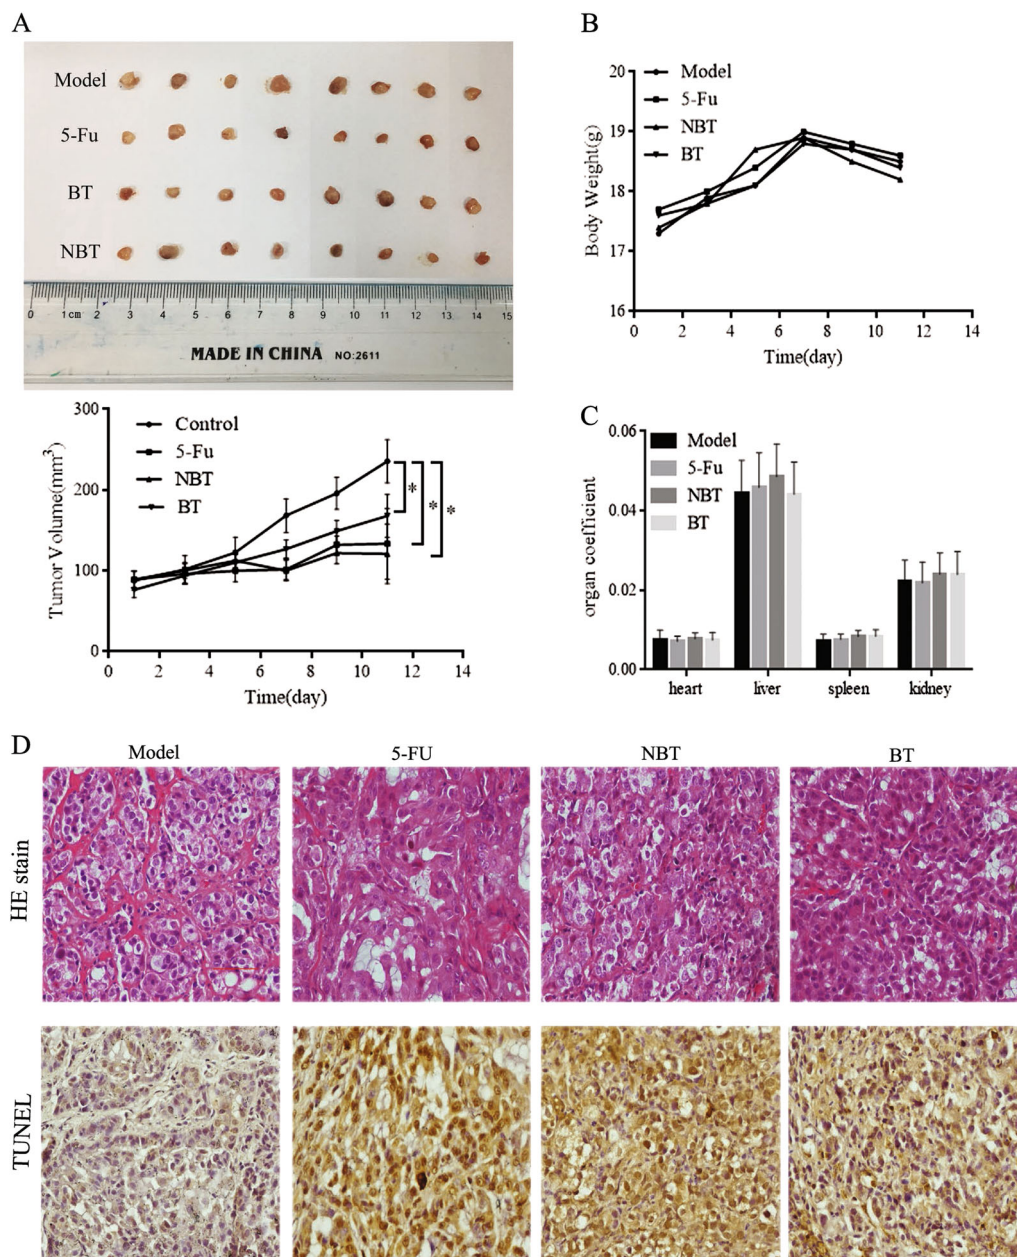 A
Model
5-Fu
BT
NBT
0 1 cm 2 3 4 5 6 7 8 9 10 11 12 13 14 15
MADE IN CHINA NO:2611
300
200
100
0
Tumor Volume(mm³)
Control
5-Fu
NBT
BT
*
*
*
0 2 4 6 8 10 12 14
Time(day)
B
20
19
18
17
16
Body Weight(g)
Model
5-Fu
NBT
BT
0 2 4 6 8 10 12 14
Time(day)
C
0.06
0.04
0.02
0.00
organ coefficient
Model
5-Fu
NBT
BT
heart liver spleen kidney
D
Model 5-FU NBT BT
HE stain
TUNEL